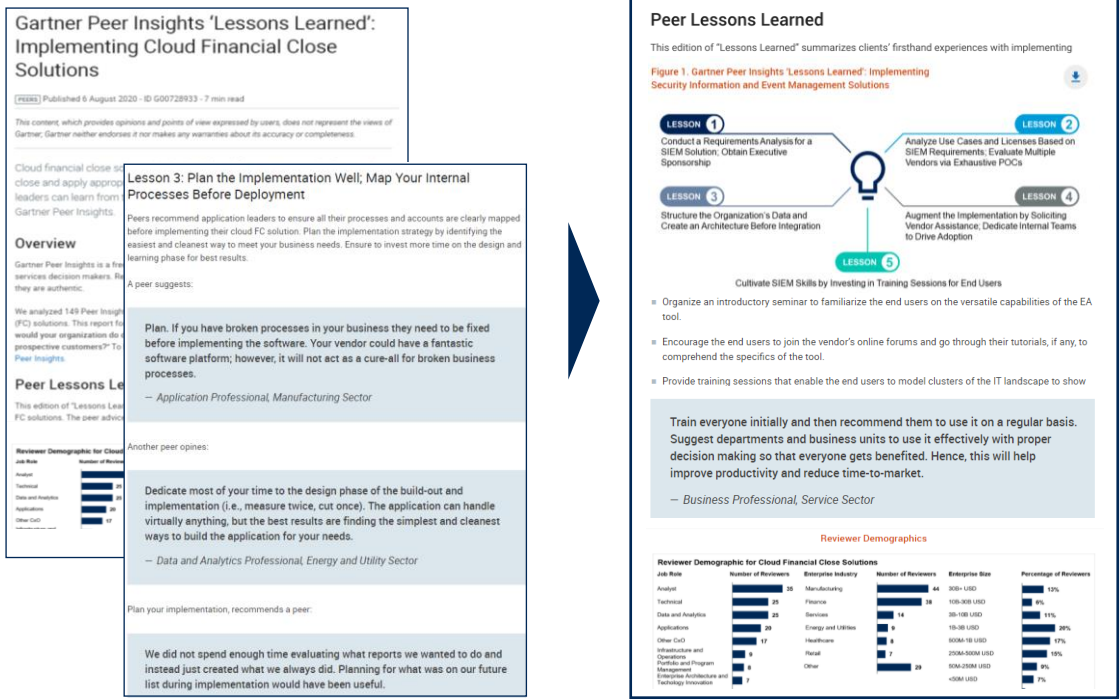 Gartner Peer Insights ‘Lessons Learned’:
Implementing Cloud Financial Close
Solutions
PEERS Published 6 August 2020 - ID G00728933 - 7 min read
This content, which provides opinions and points of view expressed by users, does not represent the views of
Gartner; Gartner neither endorses it nor makes any warranties about its accuracy or completeness.
Cloud financial close so
close and apply approp
leaders can learn from t
Gartner Peer Insights.
Overview
Gartner Peer Insights is a fre
services decision makers. Re
they are authentic.
We analyzed 149 Peer Insigh
(FC) solutions. This report fo
would your organization do d
prospective customers?" To
Peer Insights.
Peer Lessons Le
This edition of "Lessons Lear
FC solutions. The peer advice
Reviewer Demographic for Cloud
Job Role Number of Review
Analyst
Technical 25
Data and Analytics 25
Applications 20
Other CxO 17
Lesson 3: Plan the Implementation Well; Map Your Internal
Processes Before Deployment
Peers recommend application leaders to ensure all their processes and accounts are clearly mapped
before implementing their cloud FC solution. Plan the implementation strategy by identifying the
easiest and cleanest way to meet your business needs. Ensure to invest more time on the design and
learning phase for best results.
A peer suggests:
Plan. If you have broken processes in your business they need to be fixed
before implementing the software. Your vendor could have a fantastic
software platform; however, it will not act as a cure-all for broken business
processes.
— Application Professional, Manufacturing Sector
Another peer opines:
Dedicate most of your time to the design phase of the build-out and
implementation (i.e., measure twice, cut once). The application can handle
virtually anything, but the best results are finding the simplest and cleanest
ways to build the application for your needs.
— Data and Analytics Professional, Energy and Utility Sector
Plan your implementation, recommends a peer:
We did not spend enough time evaluating what reports we wanted to do and
instead just created what we always did. Planning for what was on our future
list during implementation would have been useful.
Peer Lessons Learned
This edition of “Lessons Learned” summarizes clients’ firsthand experiences with implementing
Figure 1. Gartner Peer Insights 'Lessons Learned': Implementing
Security Information and Event Management Solutions
LESSON 1
Conduct a Requirements Analysis for a
SIEM Solution; Obtain Executive
Sponsorship
LESSON 2
Analyze Use Cases and Licenses Based on
SIEM Requirements; Evaluate Multiple
Vendors via Exhaustive POCs
LESSON 3
Structure the Organization's Data and
Create an Architecture Before Integration
LESSON 4
Augment the Implementation by Soliciting
Vendor Assistance; Dedicate Internal Teams
to Drive Adoption
LESSON 5
Cultivate SIEM Skills by Investing in Training Sessions for End Users
Organize an introductory seminar to familiarize the end users on the versatile capabilities of the EA
tool.
Encourage the end users to join the vendor's online forums and go through their tutorials, if any, to
comprehend the specifics of the tool.
Provide training sessions that enable the end users to model clusters of the IT landscape to show
Train everyone initially and then recommend them to use it on a regular basis.
Suggest departments and business units to use it effectively with proper
decision making so that everyone gets benefited. Hence, this will help
improve productivity and reduce time-to-market.
— Business Professional, Service Sector
Reviewer Demographics
Reviewer Demographic for Cloud Financial Close Solutions
Job Role Number of Reviewers Enterprise Industry Number of Reviewers Enterprise Size Percentage of Reviewers
Analyst 35 Manufacturing 44 30B+ USD 13%
Technical 25 Finance 38 10B-30B USD 6%
Data and Analytics 25 Services 14 3B-10B USD 11%
Applications 20 Energy and Utilities 9 1B-3B USD 20%
Other CxO 17 Healthcare 8 500M-1B USD 17%
Infrastructure and
Operations 9 Retail 7 250M-500M USD 15%
Portfolio and Program
Management 8 Other 29 50M-250M USD 9%
Enterprise Architecture and
Techology Innovation 7 <50M USD 7%